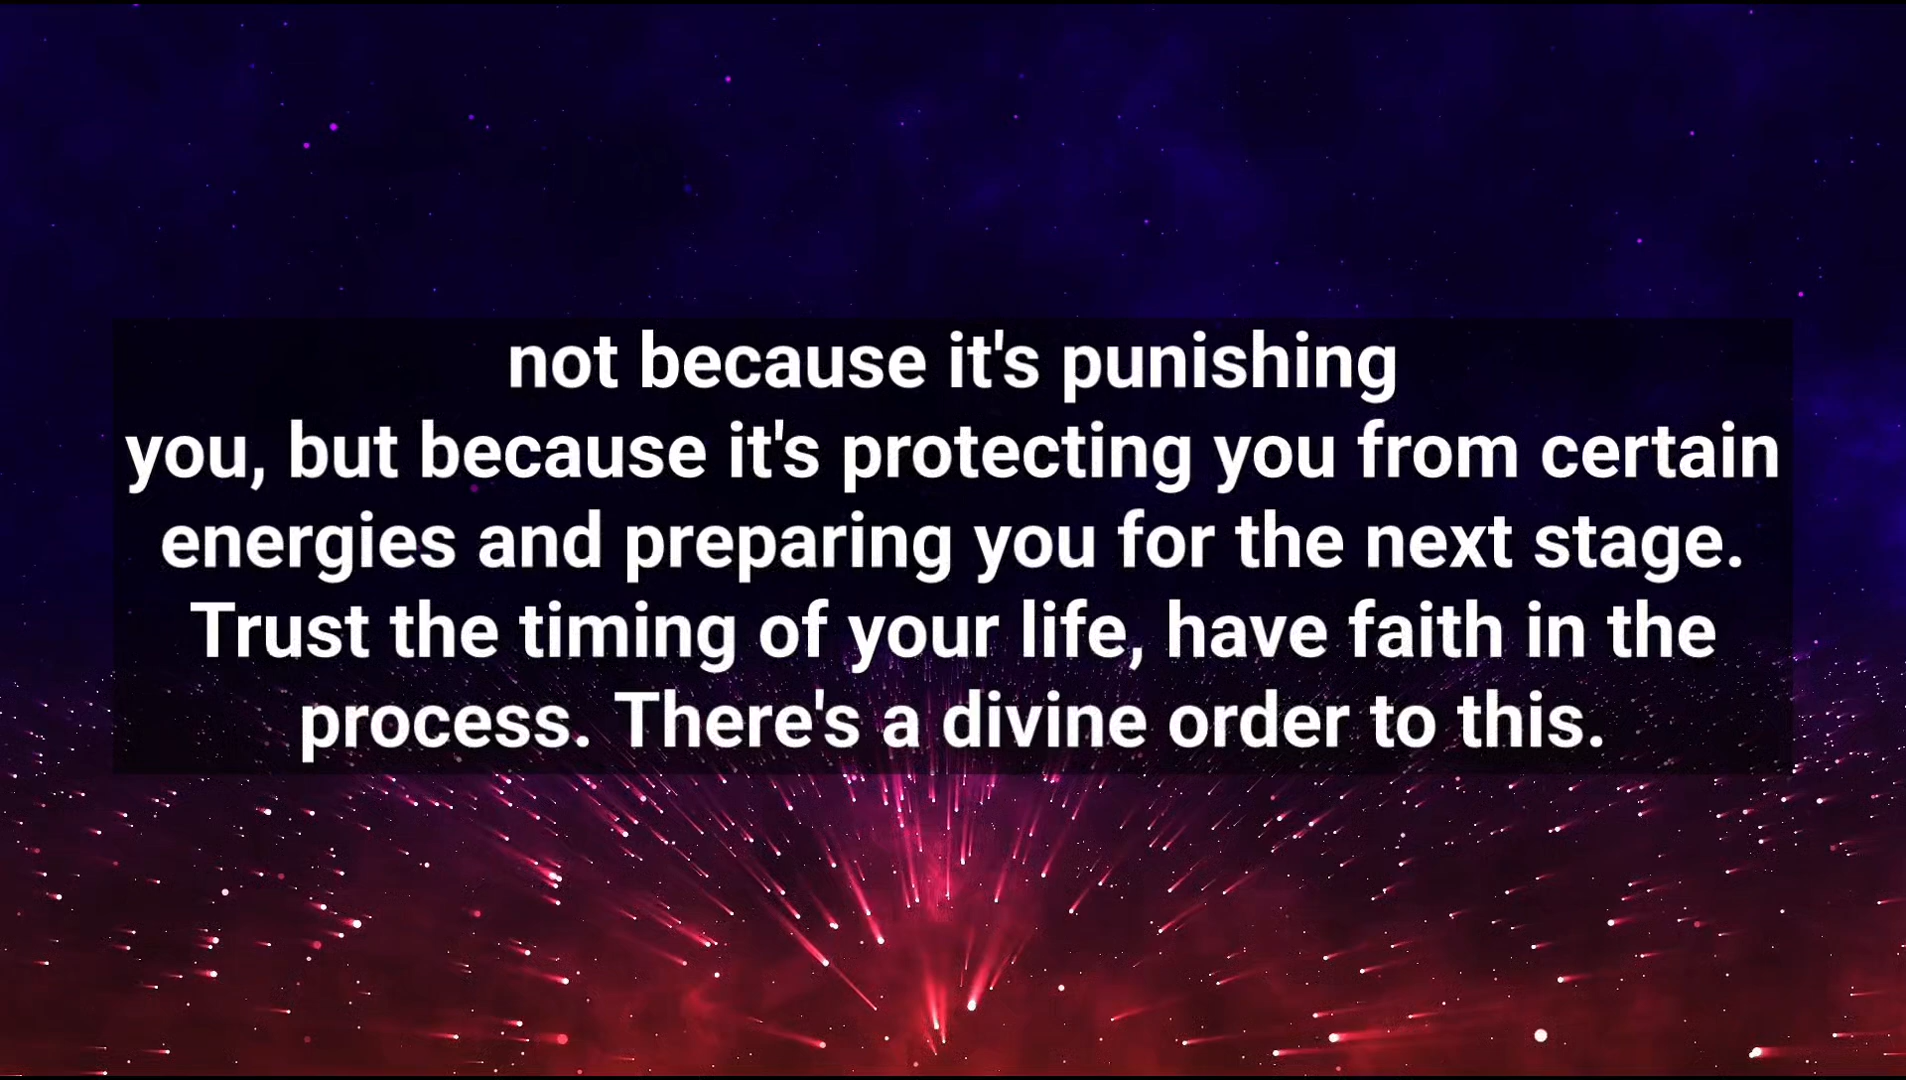 not because it's punishing
you, but because it's protecting you from certain
energies and preparing you for the next stage.
Trust the timing of your life, have faith in the
process. There's a divine order to this.